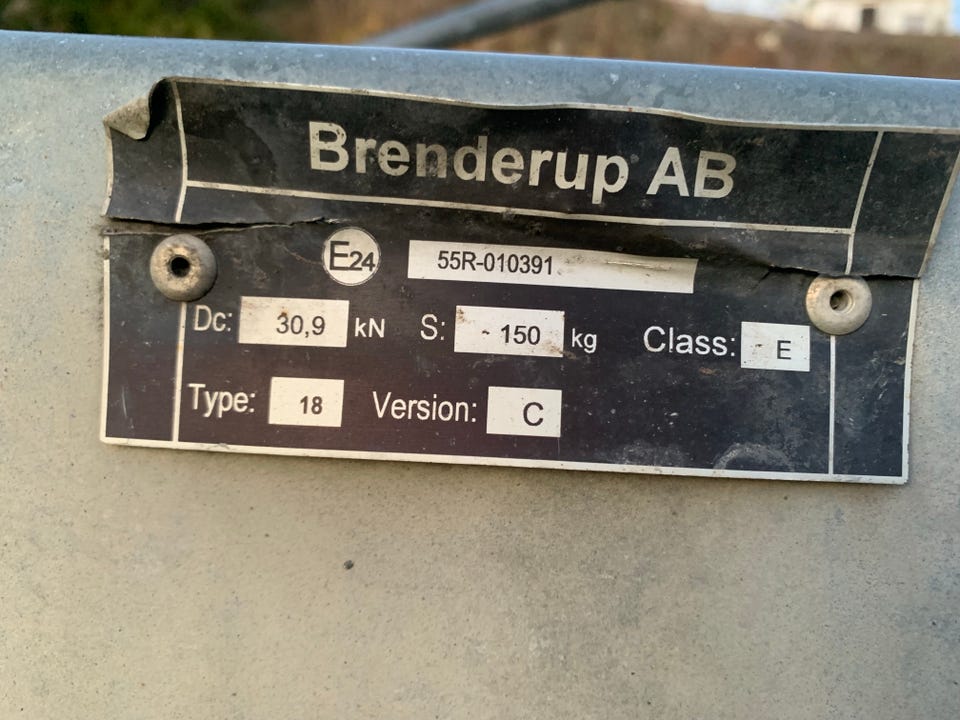 Brenderup AB
E24 55R-010391
Dc: 30,9 kN S: 150 kg Class: E
Type: 18 Version: C